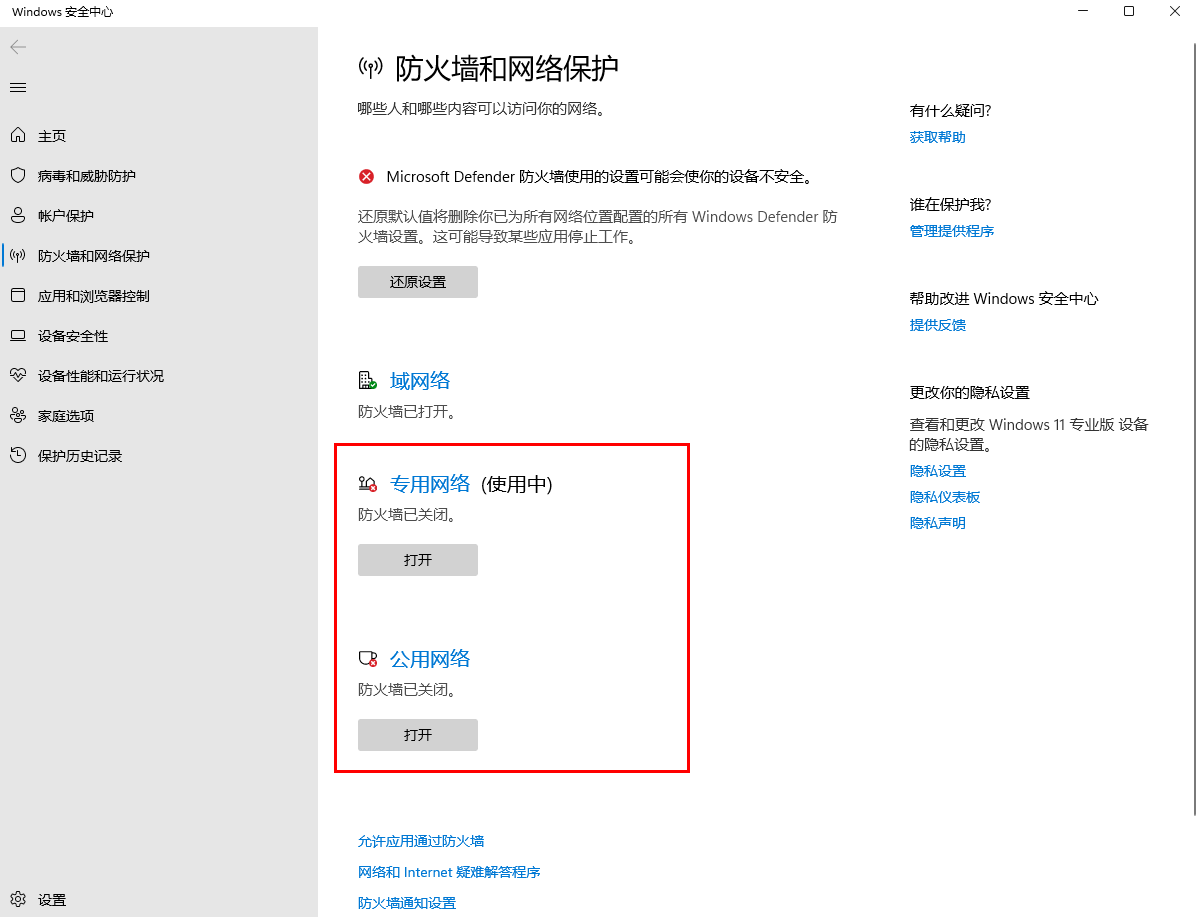 Windows 安全中心
主页
病毒和威胁防护
帐户保护
防火墙和网络保护
应用和浏览器控制
设备安全性
设备性能和运行状况
家庭选项
保护历史记录
设置
防火墙和网络保护
哪些人和哪些内容可以访问你的网络。
Microsoft Defender 防火墙使用的设置可能会使你的设备不安全。
还原默认值将删除你已为所有网络位置配置的所有 Windows Defender 防
火墙设置。这可能导致某些应用停止工作。
还原设置
域网络
防火墙已打开。
专用网络 (使用中)
防火墙已关闭。
打开
公用网络
防火墙已关闭。
打开
允许应用通过防火墙
网络和 Internet 疑难解答程序
防火墙通知设置
有什么疑问?
获取帮助
谁在保护我?
管理提供程序
帮助改进 Windows 安全中心
提供反馈
更改你的隐私设置
查看和更改 Windows 11 专业版 设备
的隐私设置。
隐私设置
隐私仪表板
隐私声明